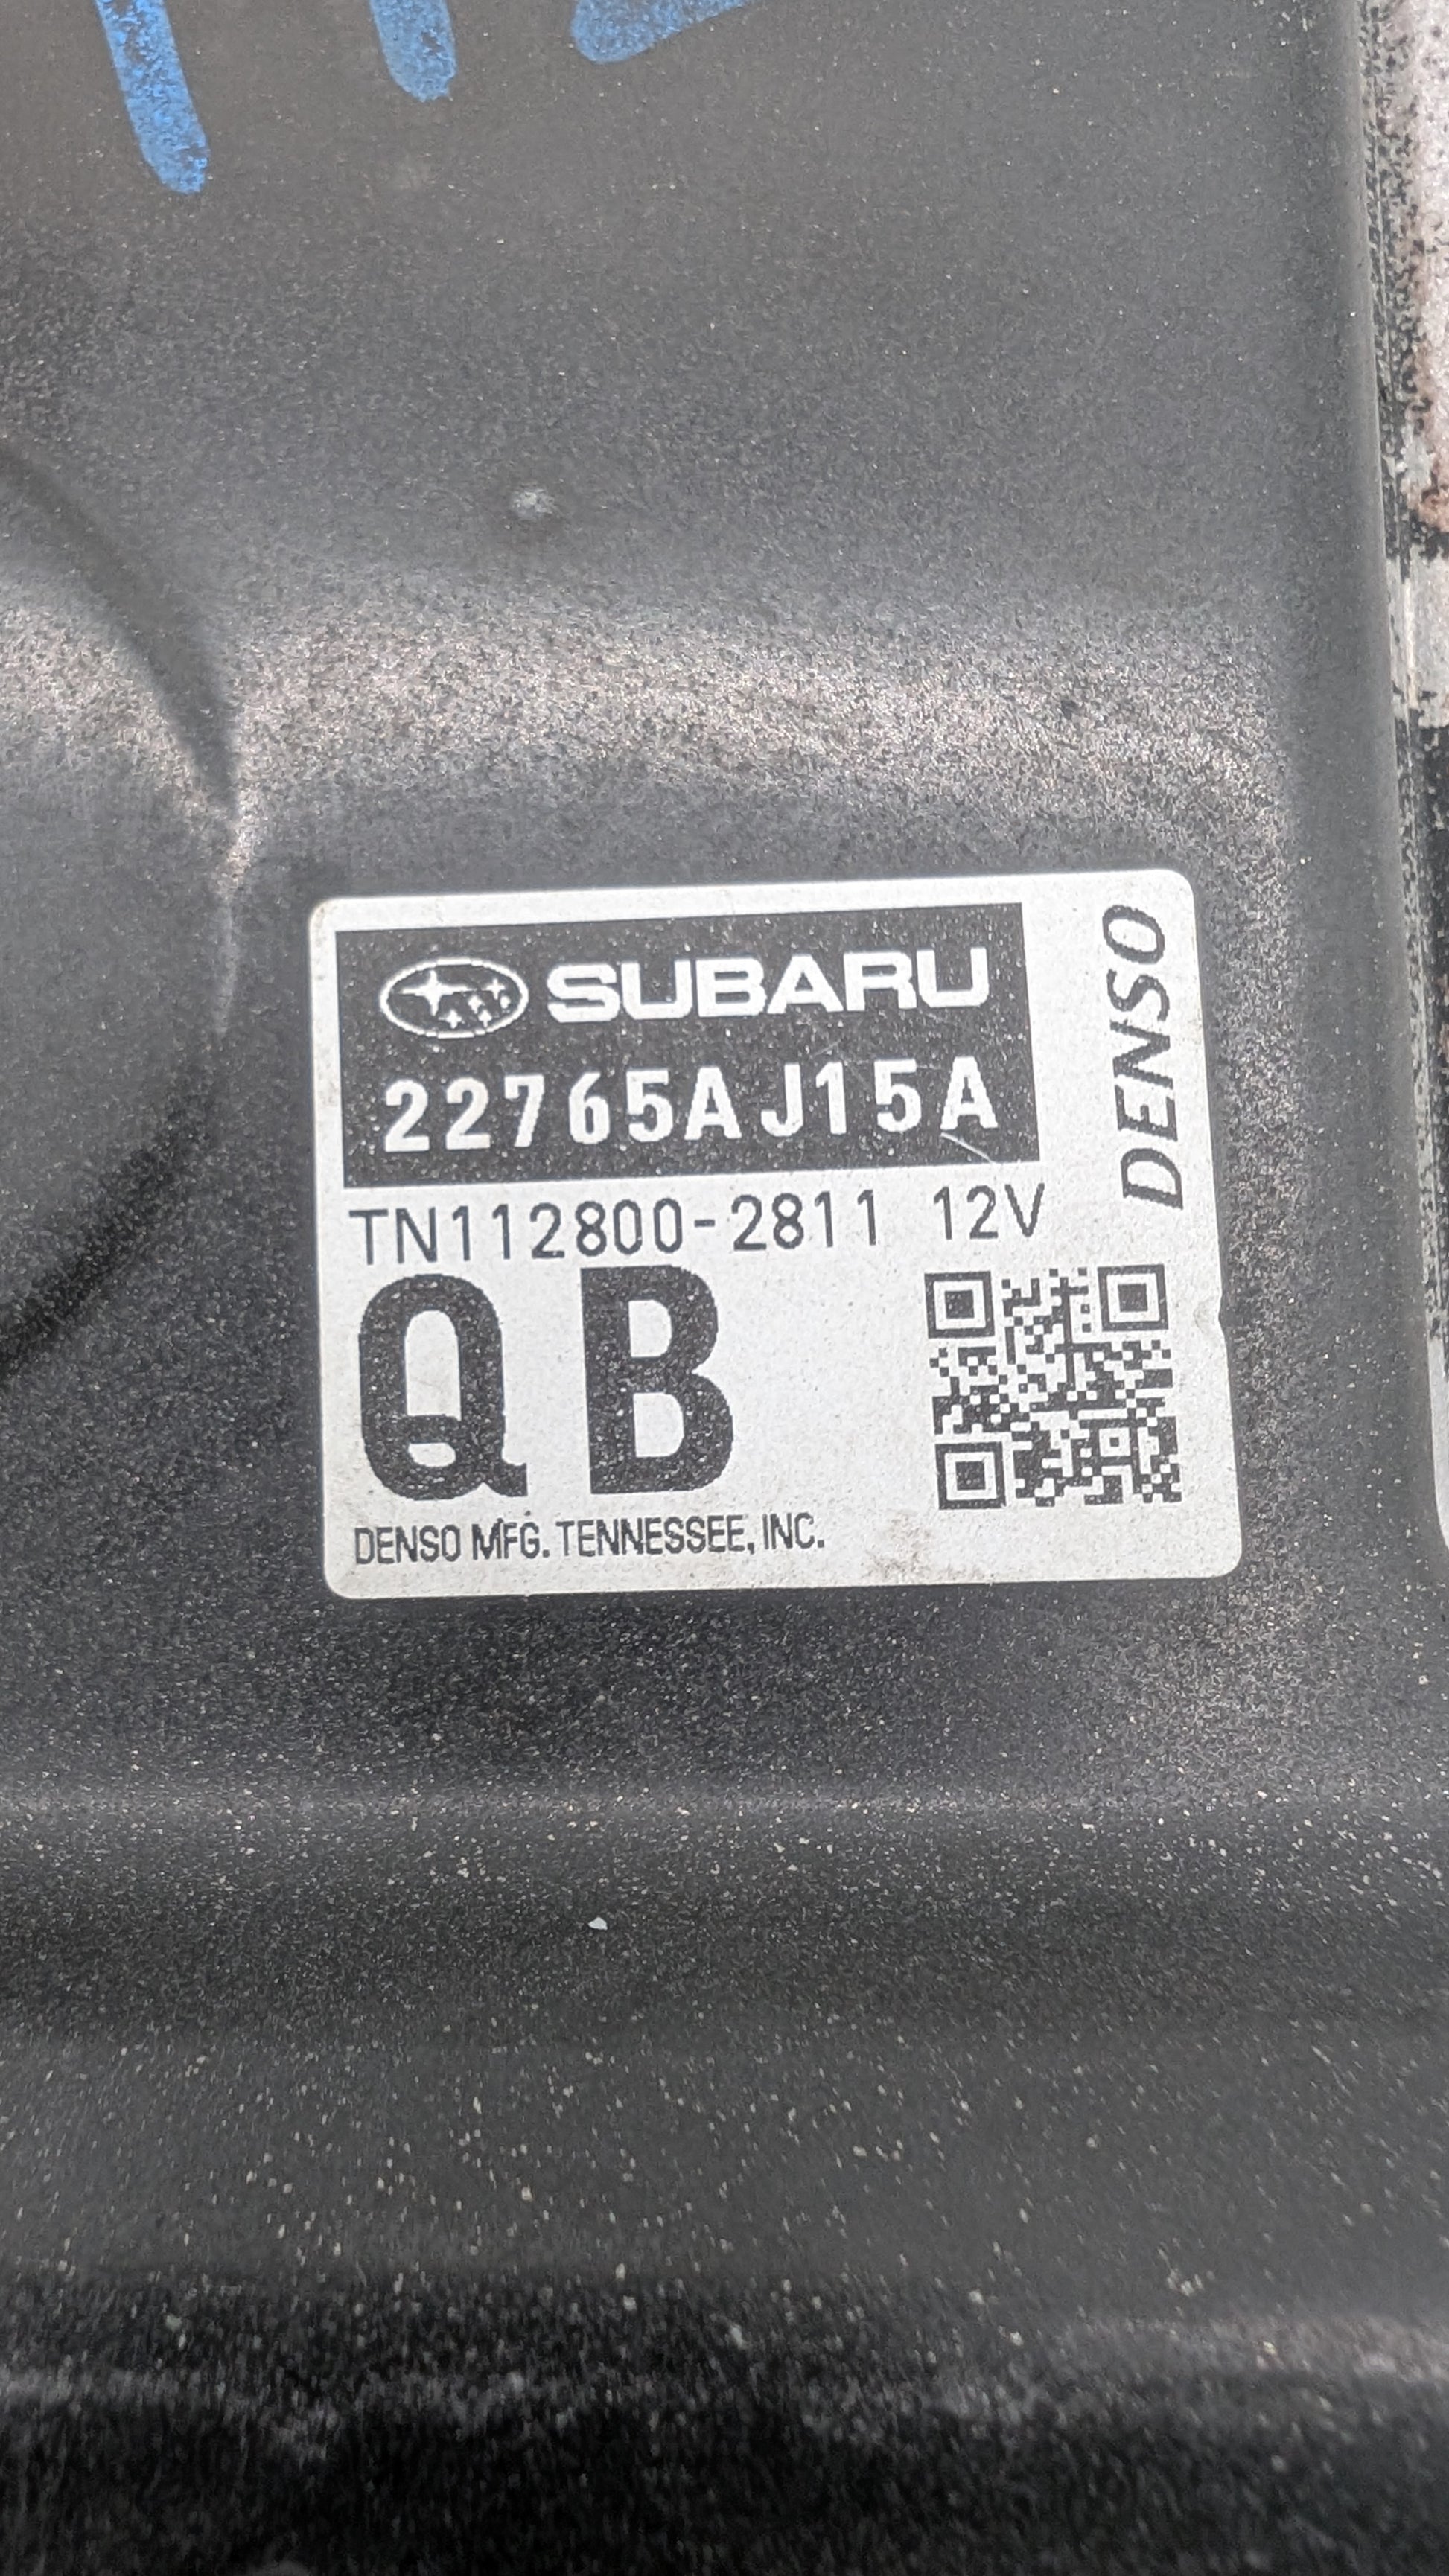 SUBARU
22765AJ15A
DENSO
TN112800-2811 12V
QB
DENSO MFG. TENNESSEE, INC.